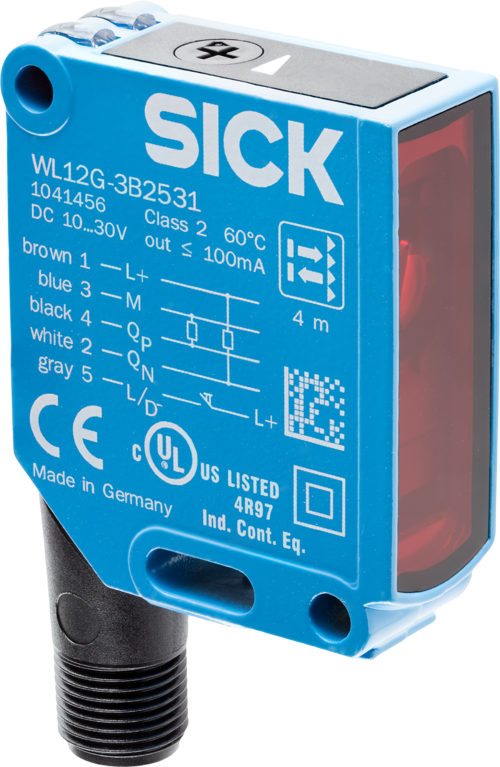 SICK
WL12G-3B2531
1041456 Class 2 60°C
DC 10...30V out ≤ 100mA
brown 1 L+
blue 3 M
black 4 QP
white 2 QN
gray 5 L/D L+
4 m
CE
C UL US LISTED
®
4R97
Ind. Cont. Eq.
Made in Germany